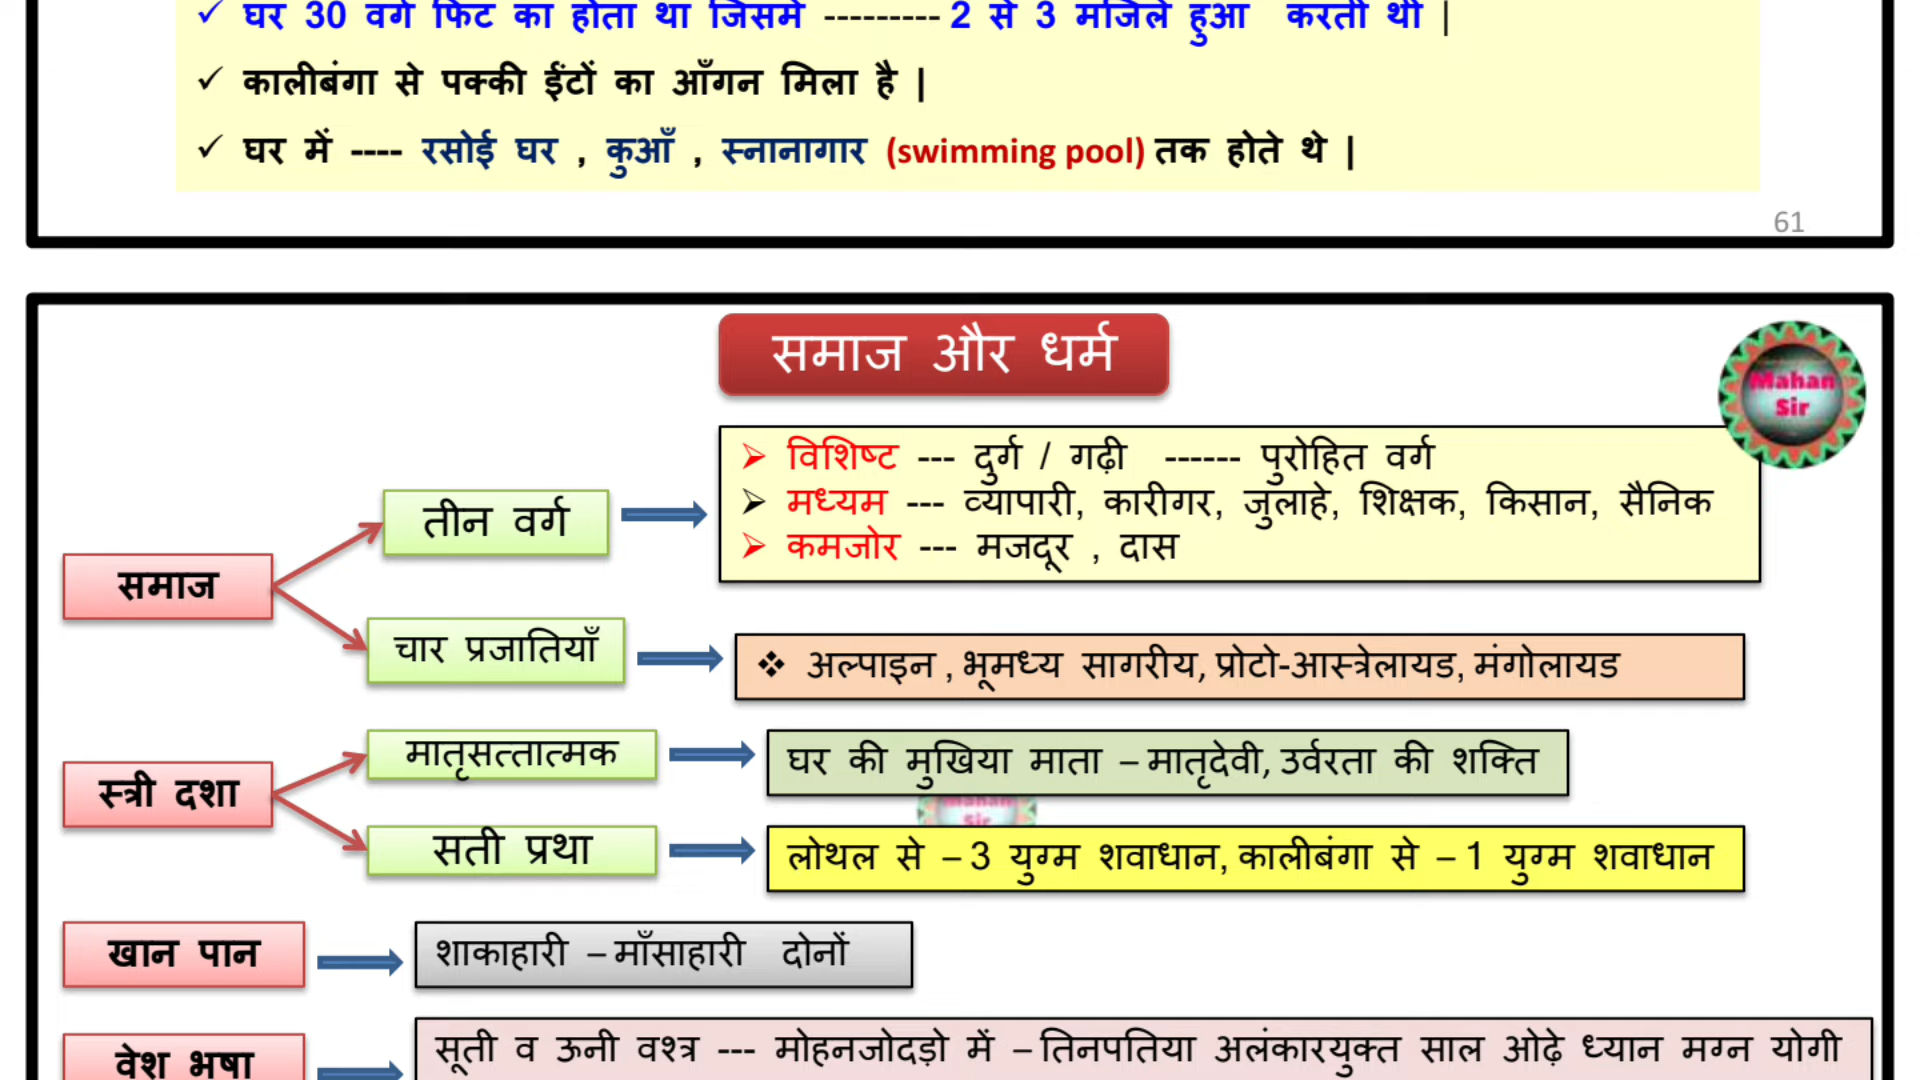 ✓ घर 30 वर्ग फिट का होता था जिसमें --------- 2 से 3 मंजिले हुआ करती थी |
✓ कालीबंगा से पक्की ईंटों का आँगन मिला है |
✓ घर में ---- रसोई घर , कुआँ , स्नानागार (swimming pool) तक होते थे |
61
समाज और धर्म
Mahan
Sir
➢ विशिष्ट --- दुर्ग / गढ़ी ------ पुरोहित वर्ग
➢ मध्यम --- व्यापारी, कारीगर, जुलाहे, शिक्षक, किसान, सैनिक
➢ कमजोर --- मजदूर , दास
तीन वर्ग
समाज
चार प्रजातियाँ
❖ अल्पाइन , भूमध्य सागरीय, प्रोटो-आस्त्रेलायड, मंगोलायड
मातृसत्तात्मक
घर की मुखिया माता – मातृदेवी, उर्वरता की शक्ति
स्त्री दशा
Mahan
Sir
सती प्रथा
लोथल से – 3 युग्म शवाधान, कालीबंगा से – 1 युग्म शवाधान
खान पान
शाकाहारी – माँसाहारी दोनों
वेश भषा
सूती व ऊनी वश्त्र --- मोहनजोदड़ो में – तिनपतिया अलंकारयुक्त साल ओढ़े ध्यान मग्न योगी